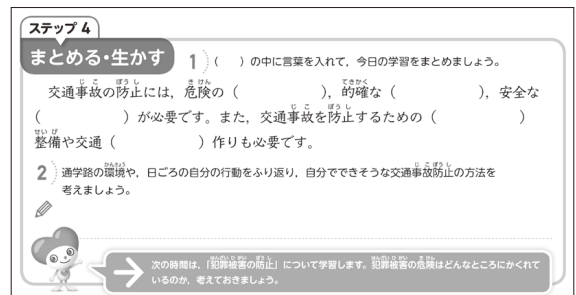 ステップ 4
まとめる・生かす
1 (　　)の中に言葉を入れて，今日の学習をまとめましょう。
交通事故の防止には，危険の（　　　　），的確な（　　　　），安全な
（　　　　）が必要です。また，交通事故を防止するための（　　　　）
整備や交通（　　　　）作りも必要です。
2 通学路の環境や，日ごろの自分の行動をふり返り，自分でできそうな交通事故防止の方法を
考えましょう。
次の時間は，「犯罪被害の防止」について学習します。犯罪被害の危険はどんなところにかくれて
いるのか，考えておきましょう。